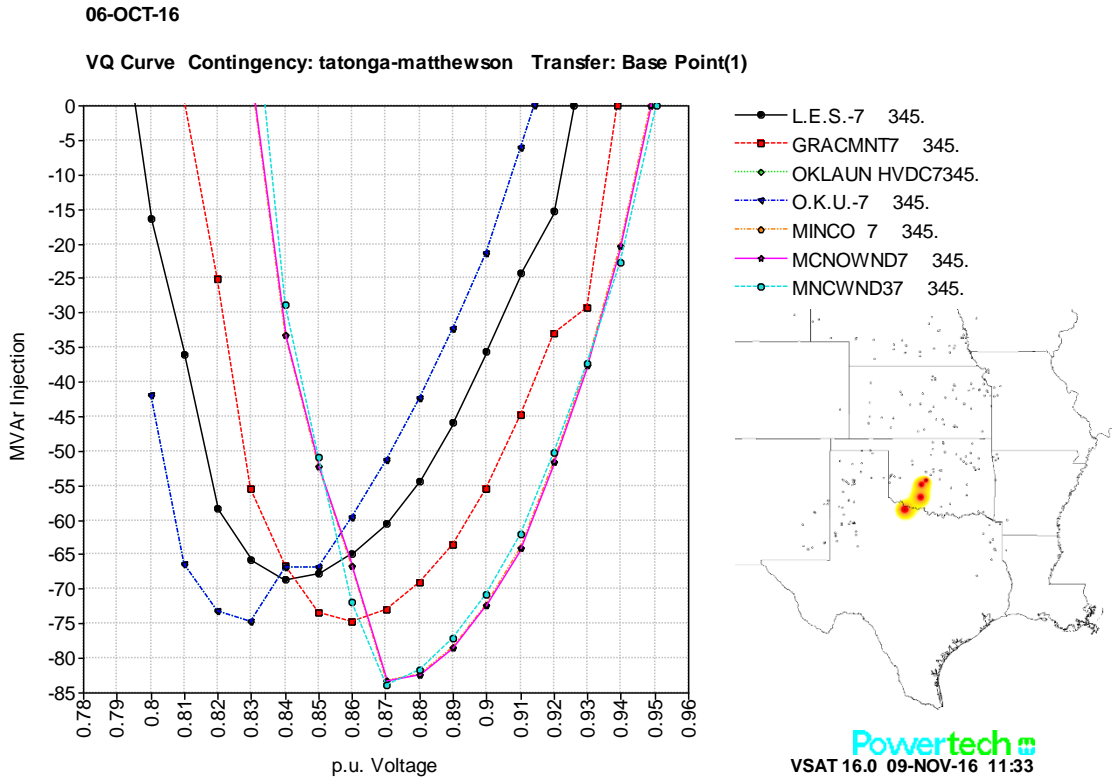 06-OCT-16
VQ Curve Contingency: tatonga-matthewson Transfer: Base Point(1)
0
-5
-10
-15
-20
-25
-30
-35
-40
-45
-50
-55
-60
-65
-70
-75
-80
-85
MVAr Injection
0.78
0.79
0.8
0.81
0.82
0.83
0.84
0.85
0.86
0.87
0.88
0.89
0.9
0.91
0.92
0.93
0.94
0.95
0.96
p.u. Voltage
L.E.S.-7 345.
GRACMNT7 345.
OKLAUN HVDC7345.
O.K.U.-7 345.
MINCO 7 345.
MCNOWND7 345.
MNCWND37 345.
Powertech
VSAT 16.0 09-NOV-16 11:33